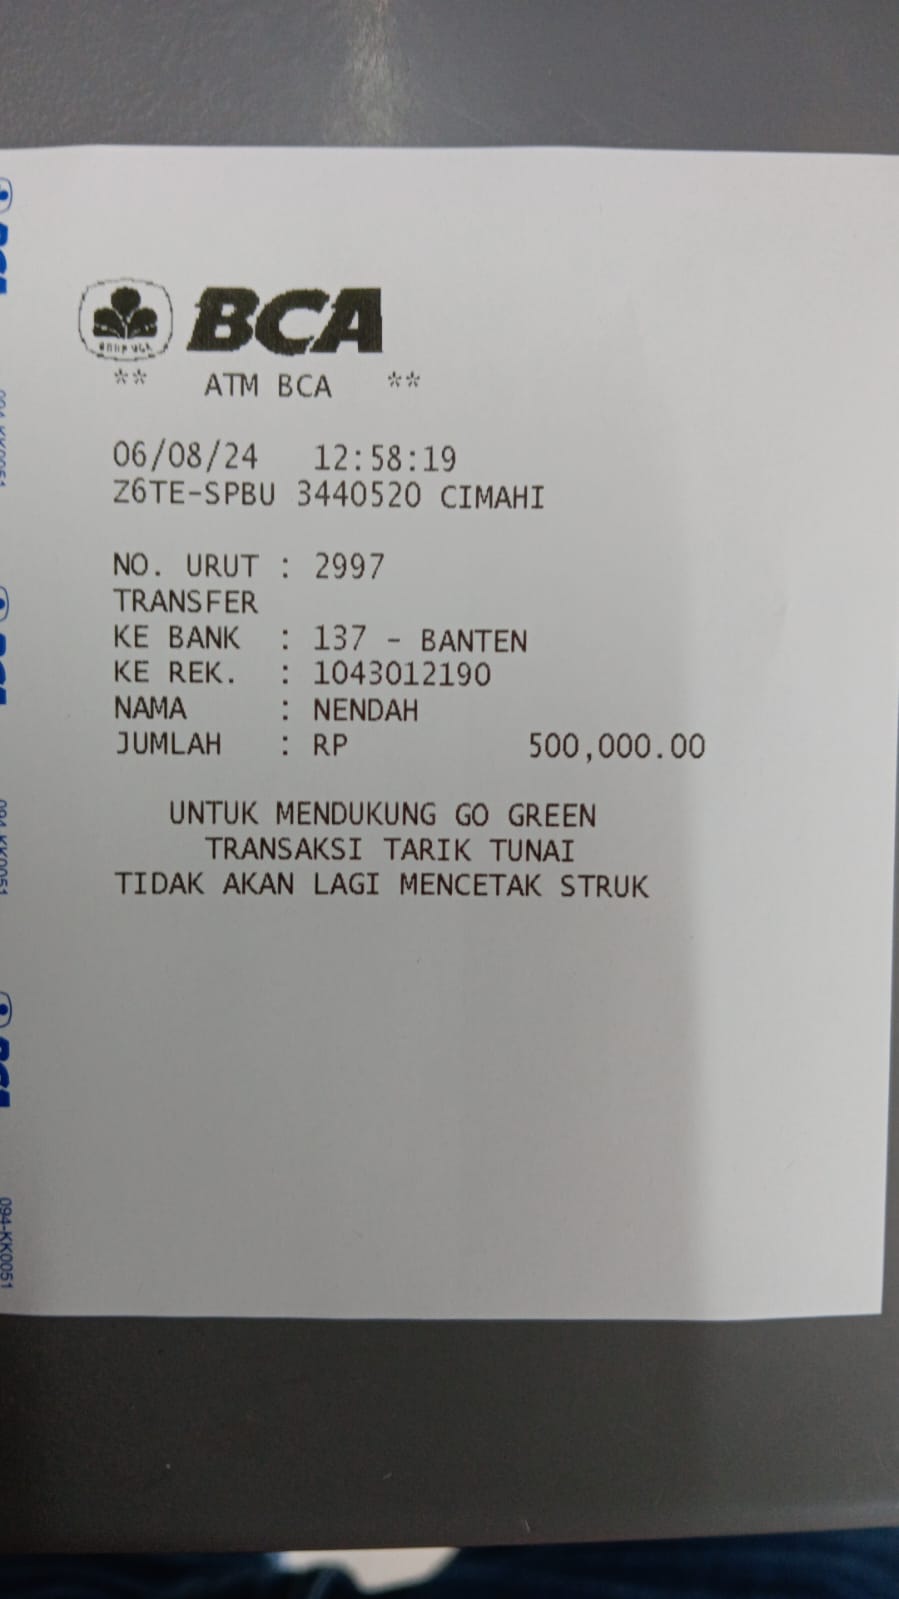 BCA
** ATM BCA **
06/08/24 12:58:19
Z6TE-SPBU 3440520 CIMAHI
NO. URUT : 2997
TRANSFER
KE BANK : 137 - BANTEN
KE REK. : 1043012190
NAMA : NENDAH
JUMLAH : RP 500,000.00
UNTUK MENDUKUNG GO GREEN
TRANSAKSI TARIK TUNAI
TIDAK AKAN LAGI MENCETAK STRUK
094-KK0051